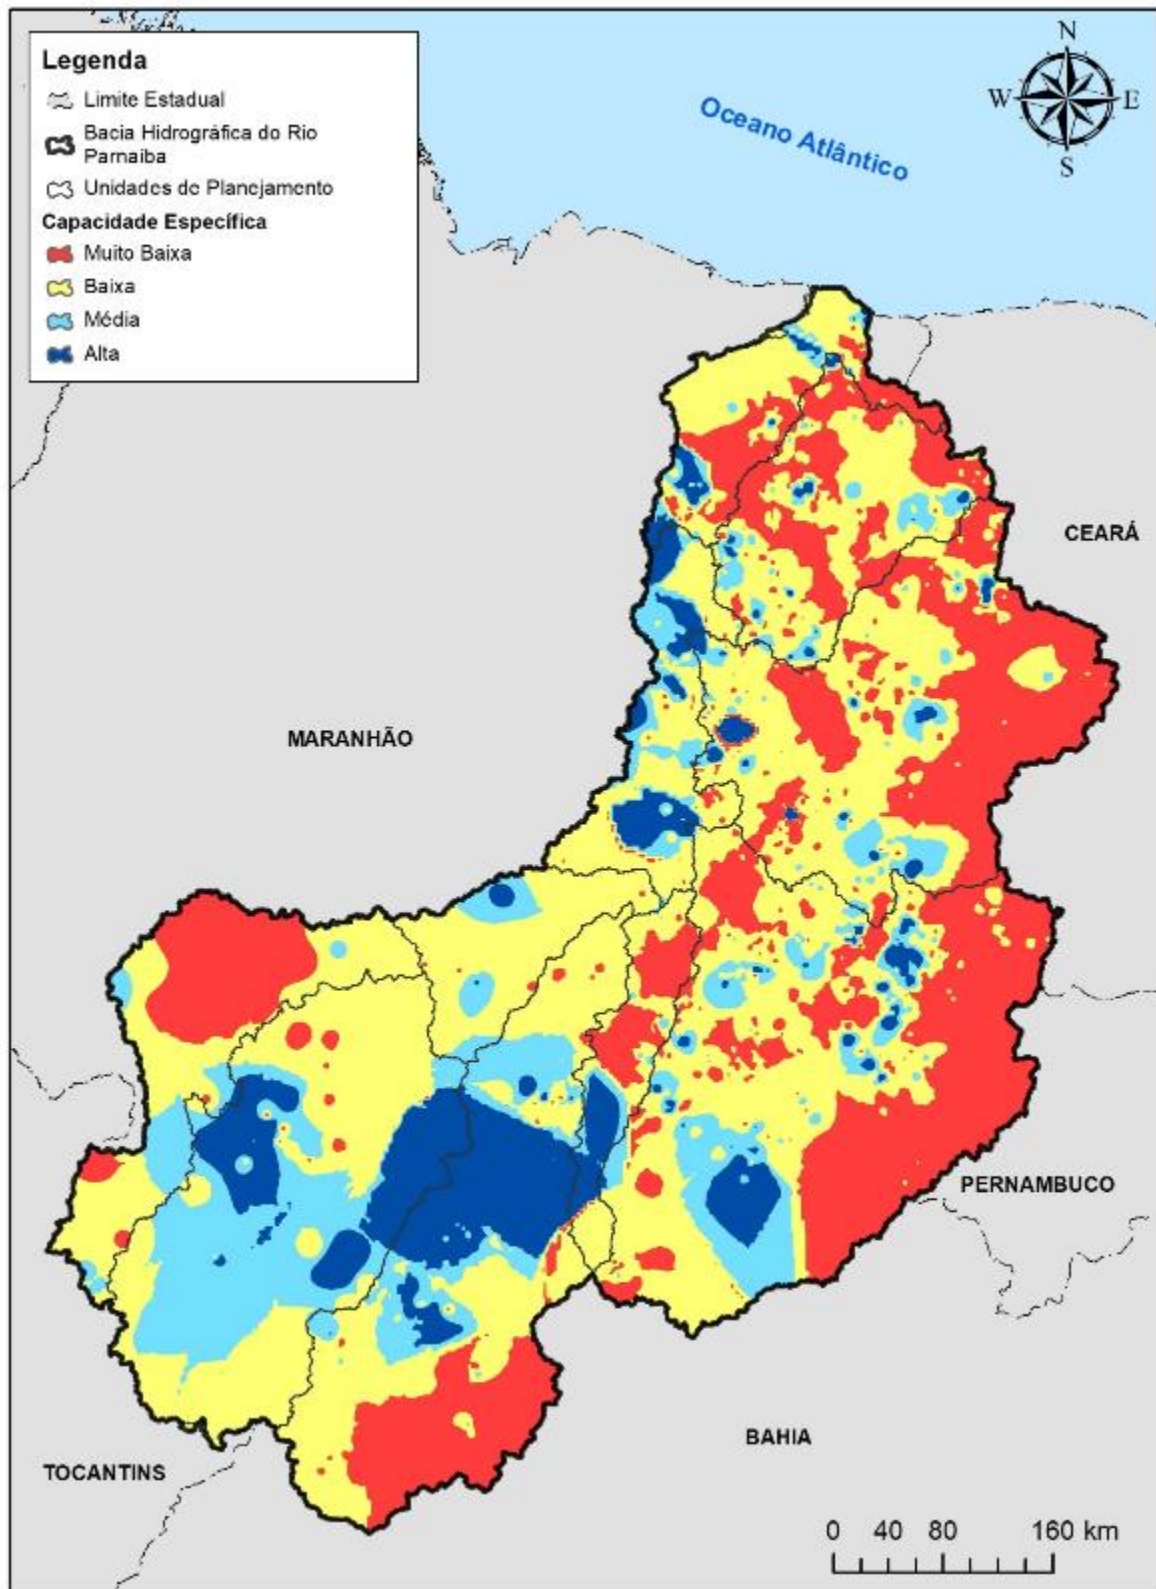 Legenda
Limite Estadual
Bacia Hidrográfica do Rio
Parnaiba
Unidades de Planejamento
Capacidade Específica
Muito Baixa
Baixa
Média
Alta
N
W
E
S
Oceano Atlântico
CEARÁ
MARANHÃO
PERNAMBUCO
BAHIA
TOCANTINS
0 40 80 160 km